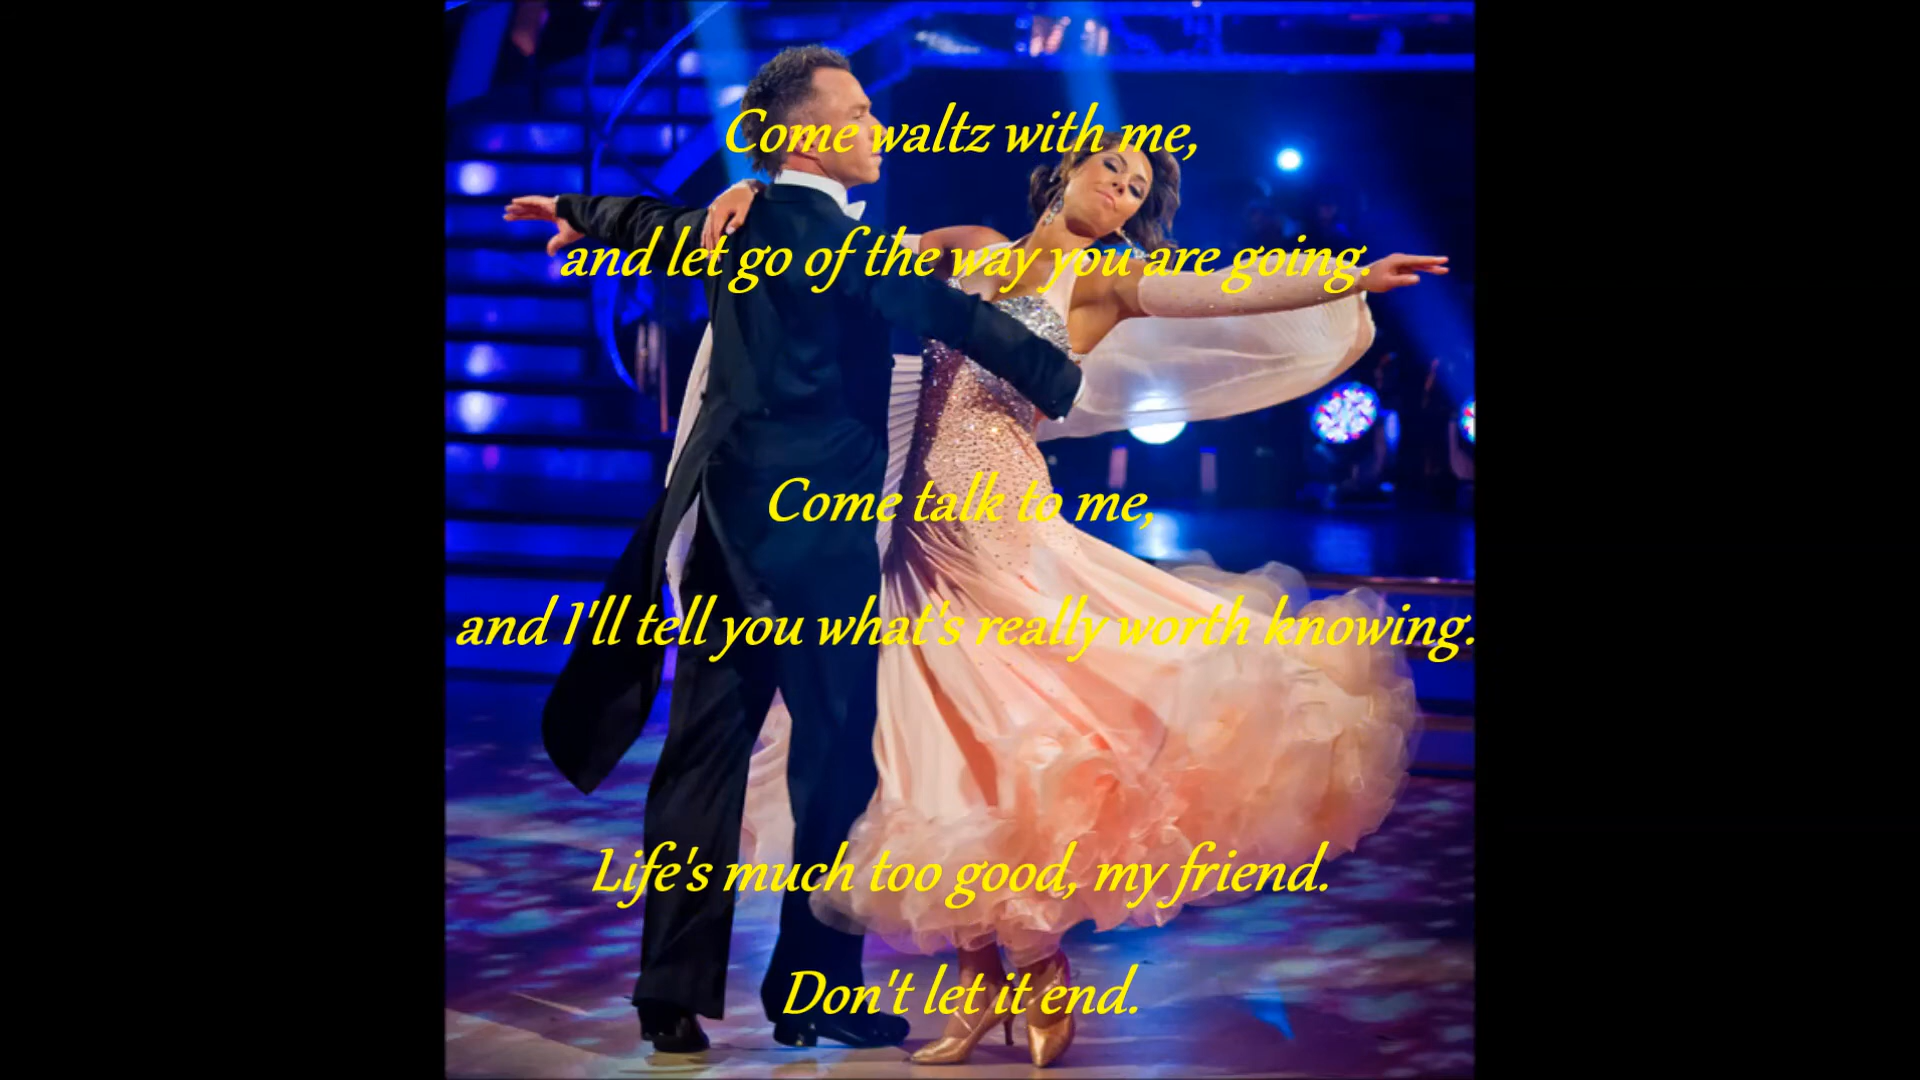 Come waltz with me,
and let go of the way you are going.
Come talk to me,
and I'll tell you what's really worth knowing.
Life's much too good, my friend.
Don't let it end.